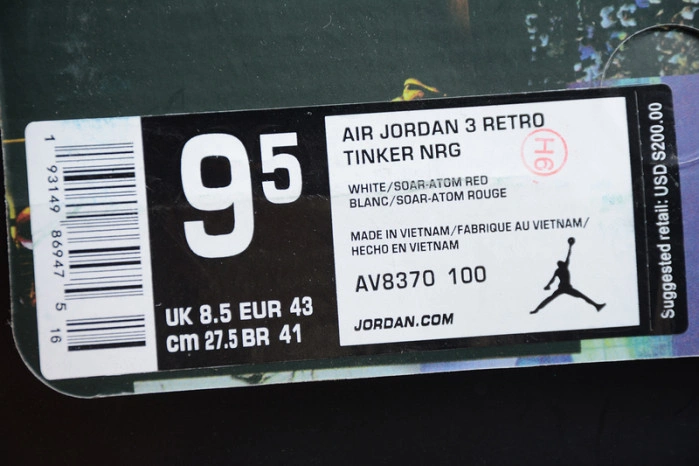 1 93149 86947 5 16
9.5
UK 8.5 EUR 43
cm 27.5 BR 41
AIR JORDAN 3 RETRO
TINKER NRG
H6
WHITE/SOAR-ATOM RED
BLANC/SOAR-ATOM ROUGE
MADE IN VIETNAM/FABRIQUE AU VIETNAM/
HECHO EN VIETNAM
AV8370 100
JORDAN.COM
Suggested retail: USD $200.00